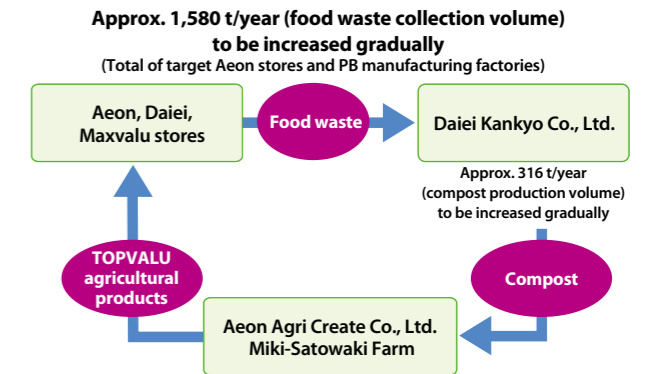 Approx. 1,580 t/year (food waste collection volume)
to be increased gradually
(Total of target Aeon stores and PB manufacturing factories)
Aeon, Daiei,
Maxvalu stores
Food waste
Daiei Kankyo Co., Ltd.
Approx. 316 t/year
(compost production volume)
to be increased gradually
TOPVALU
agricultural
products
Compost
Aeon Agri Create Co., Ltd.
Miki-Satowaki Farm